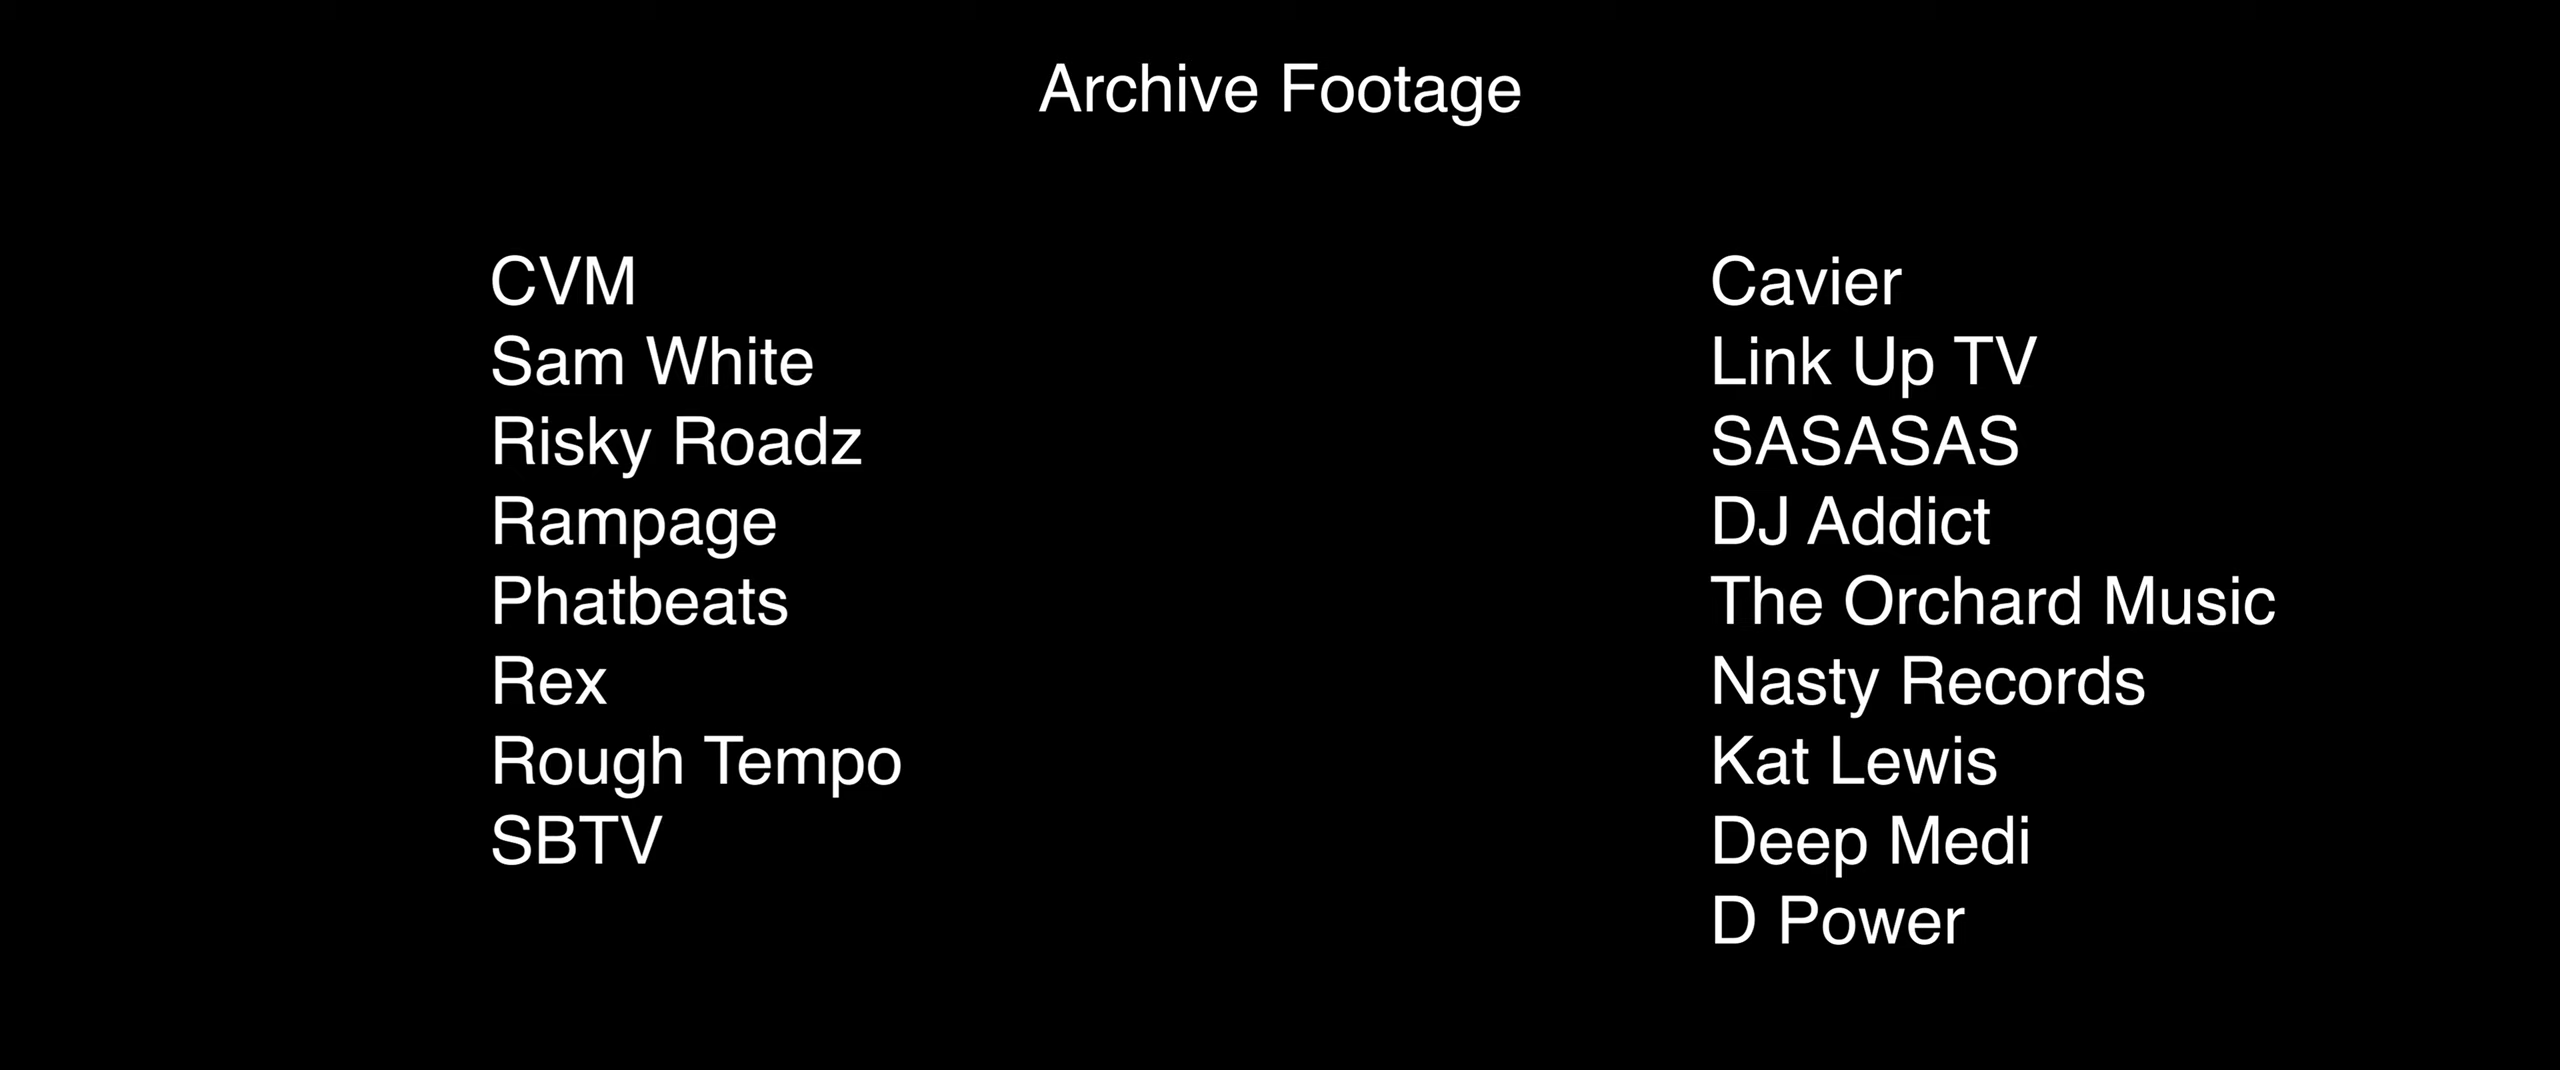 Archive Footage
CVM
Sam White
Risky Roadz
Rampage
Phatbeats
Rex
Rough Tempo
SBTV
Cavier
Link Up TV
SASASAS
DJ Addict
The Orchard Music
Nasty Records
Kat Lewis
Deep Medi
D Power